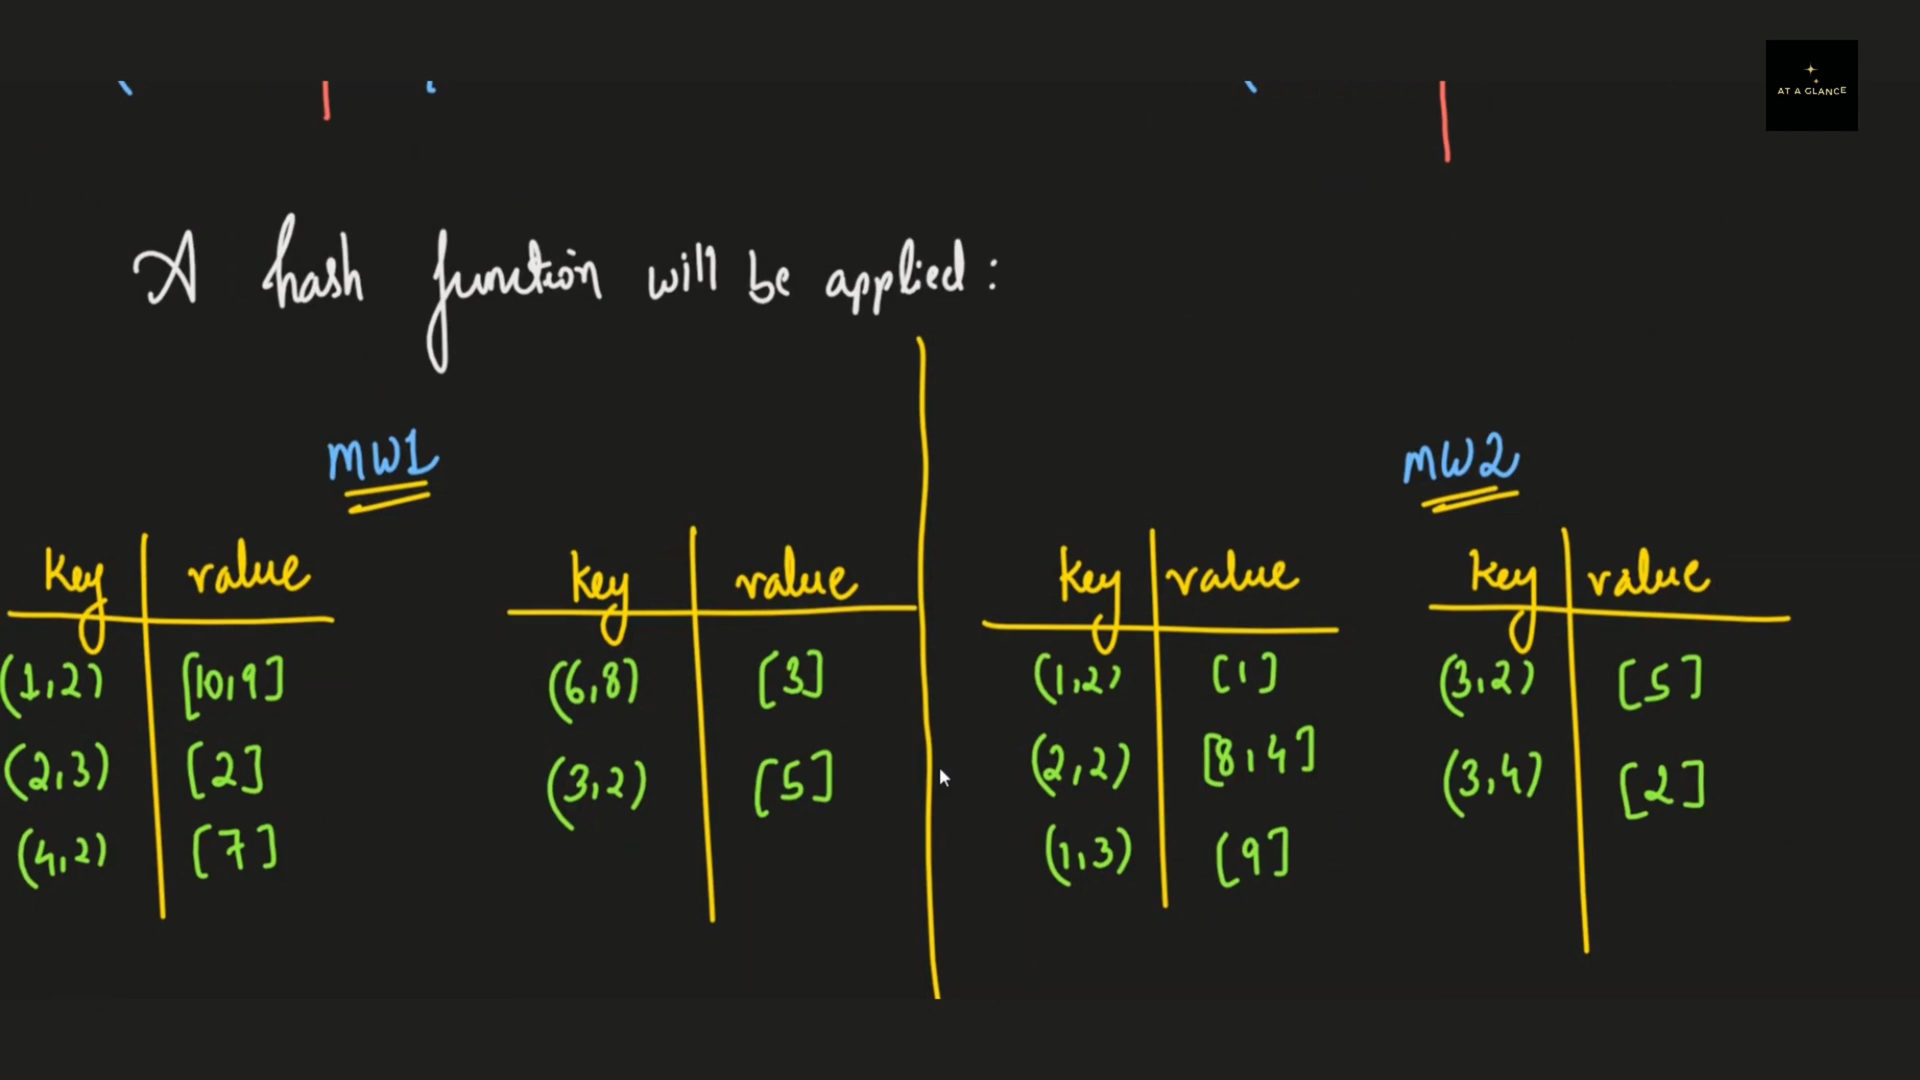 AT A GLANCE
A hash function will be applied:
MW1 MW2
key value key value key value key value
(1,2) [10,9] (6,8) [3] (1,2) [1] (3,2) [5]
(2,3) [2] (3,2) [5] (2,2) [8,4] (3,4) [2]
(4,2) [7] (1,3) [9]